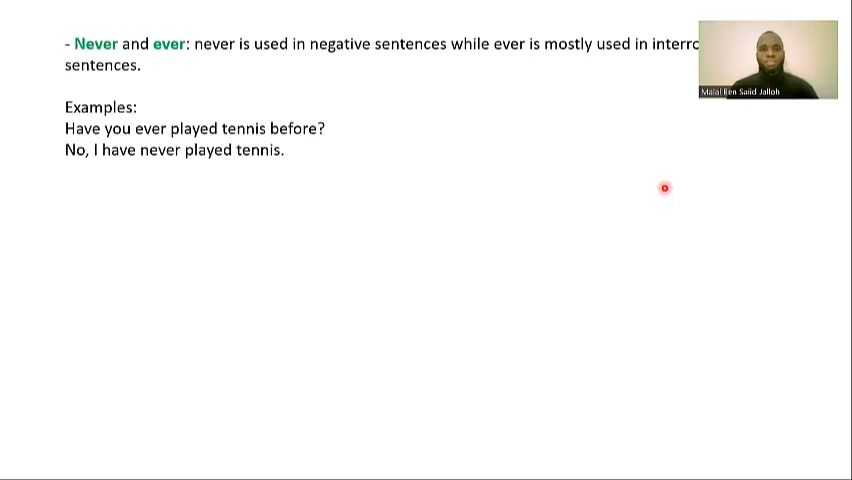 - Never and ever: never is used in negative sentences while ever is mostly used in
sentences.
Examples:
Have you ever played tennis before?
No, I have never played tennis.
Malal Ben Saiid Jalloh